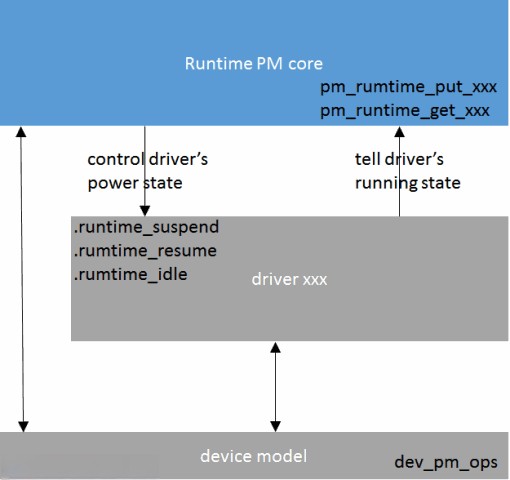 Runtime PM core
pm_rumtime_put_xxx
pm_runtime_get_xxx
control driver's
power state
tell driver's
running state
.runtime_suspend
.rumtime_resume
.rumtime_idle
driver xxx
device model
dev_pm_ops